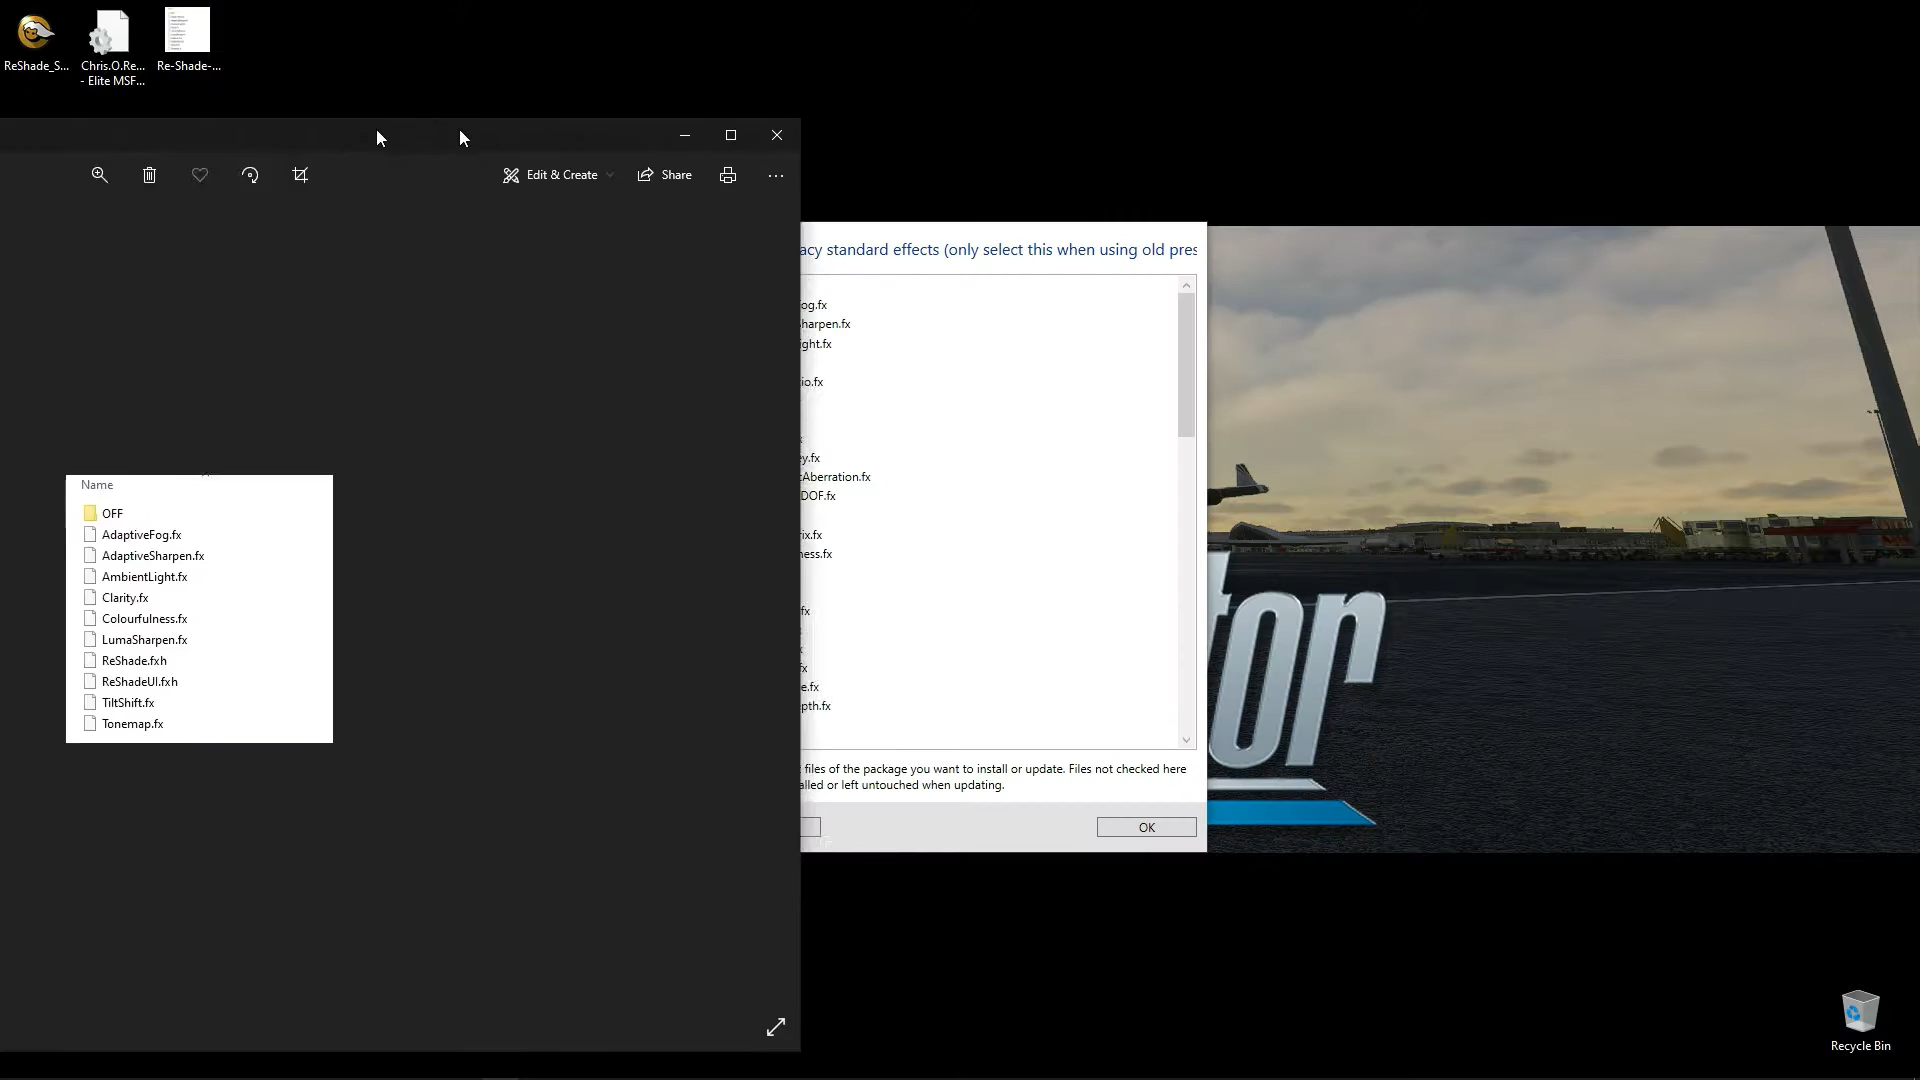 ReShade_S...
Chris.O.Re...
- Elite MSF...
Re-Shade-...
Edit & Create
Share
Name
OFF
AdaptiveFog.fx
AdaptiveSharpen.fx
AmbientLight.fx
Clarity.fx
Colourfulness.fx
LumaSharpen.fx
ReShade.fxh
ReShadeUI.fxh
TiltShift.fx
Tonemap.fx
acy standard effects (only select this when using old pres
og.fx
harpen.fx
ight.fx
io.fx
x
ey.fx
tAberration.fx
DOF.fx
rix.fx
ness.fx
fx
x
fx
e.fx
pth.fx
files of the package you want to install or update. Files not checked here
alled or left untouched when updating.
OK
tor
Recycle Bin